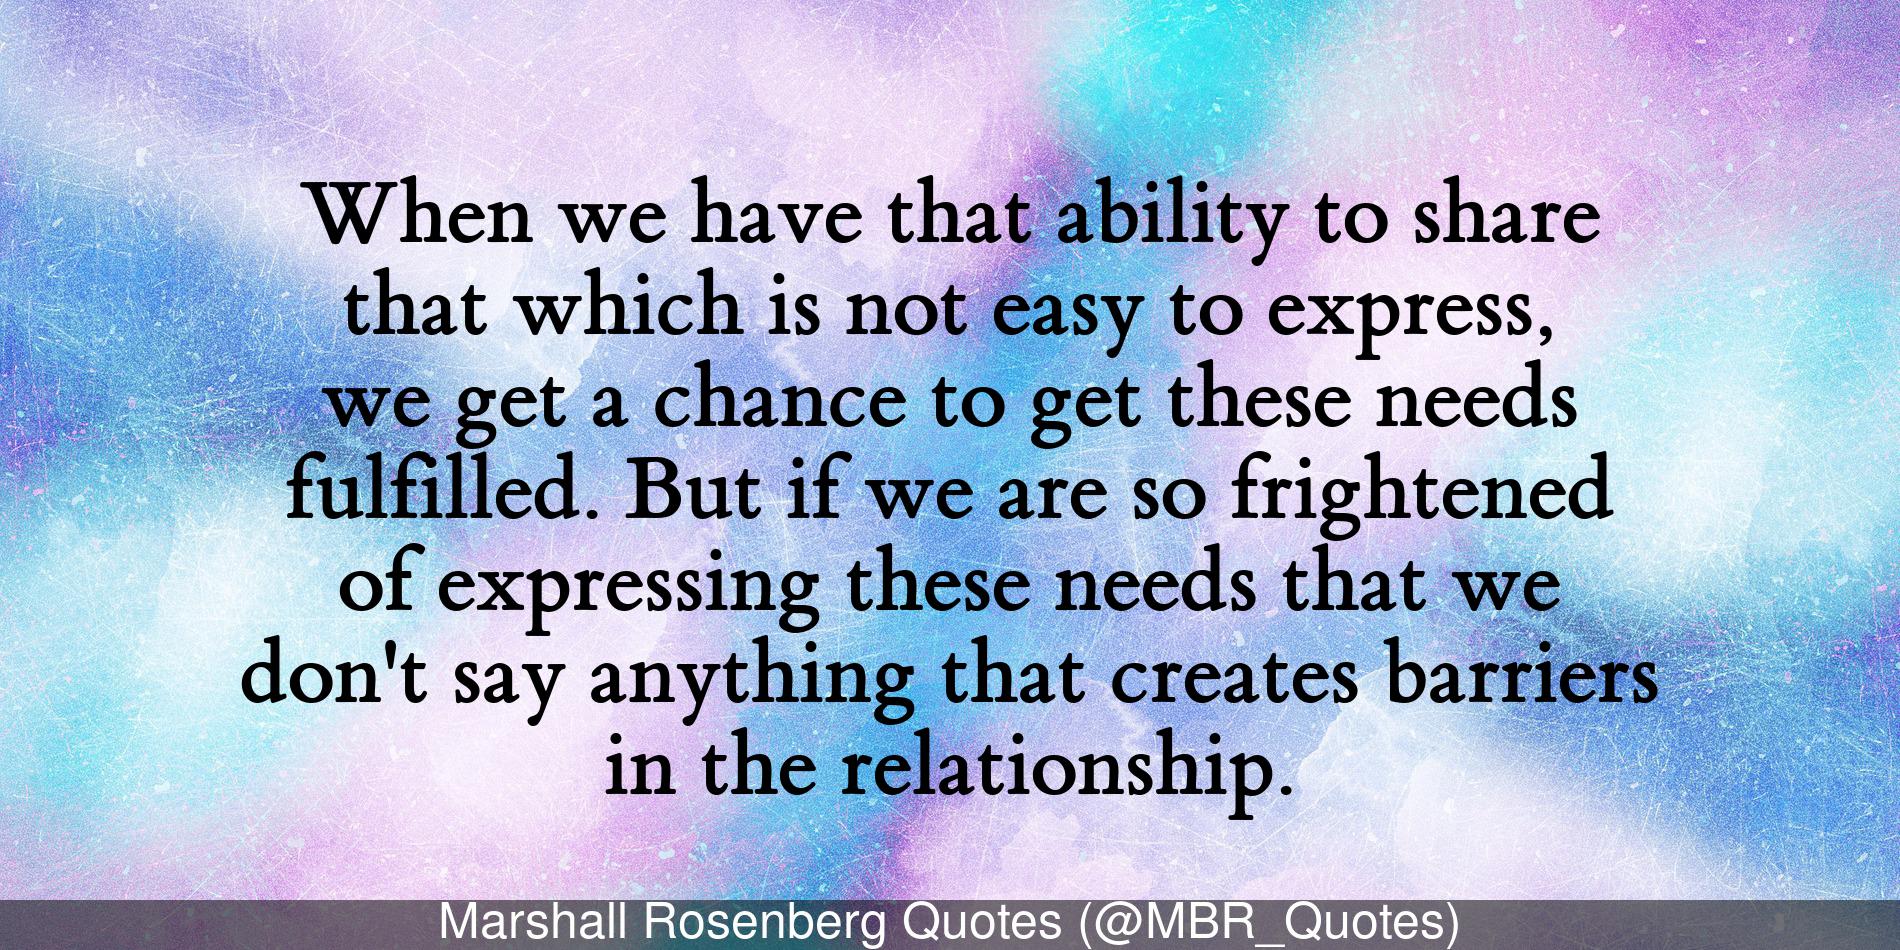 When we have that ability to share
that which is not easy to express,
we get a chance to get these needs
fulfilled. But if we are so frightened
of expressing these needs that we
don't say anything that creates barriers
in the relationship.
Marshall Rosenberg Quotes (@MBR_Quotes)